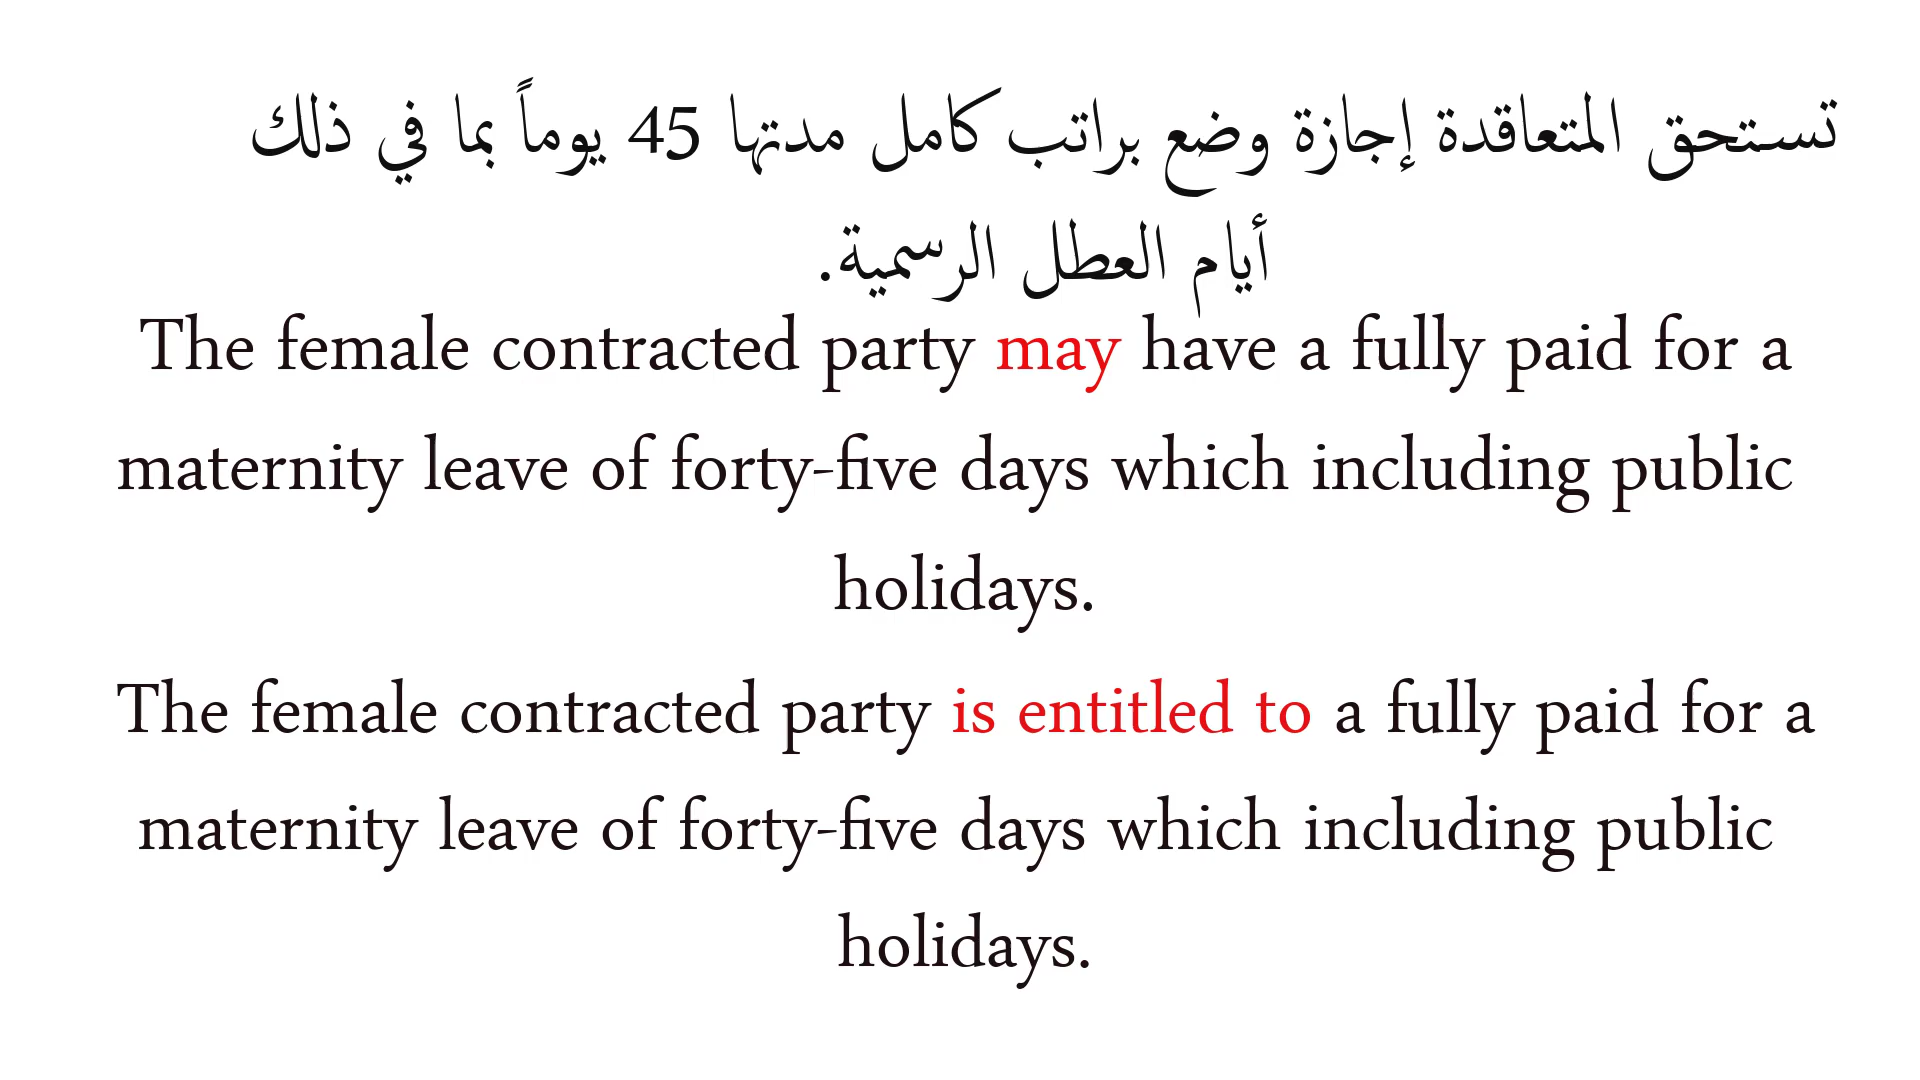 تستحق المتعاقدة إجازة وضع براتب كامل مدتها 45 يوماً بما في ذلك
أيام العطل الرسمية.
The female contracted party may have a fully paid for a
maternity leave of forty-five days which including public
holidays.
The female contracted party is entitled to a fully paid for a
maternity leave of forty-five days which including public
holidays.